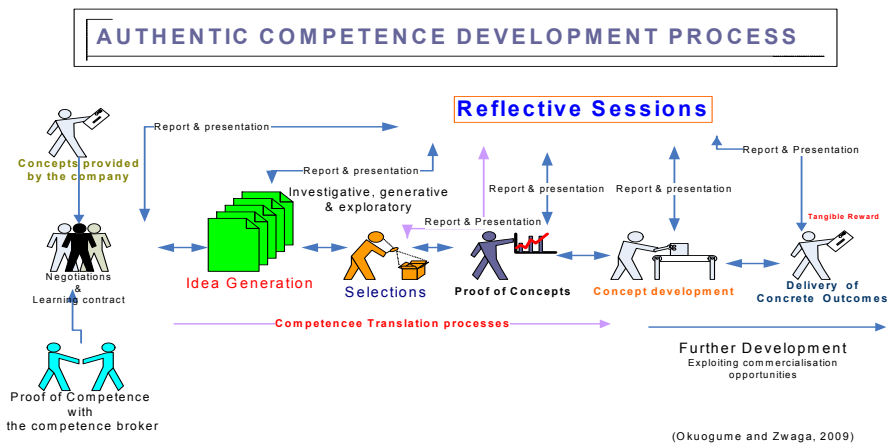 AUTHENTIC COMPETENCE DEVELOPMENT PROCESS
Reflective Sessions
Report & presentation
Concepts provided
by the company
Report & presentation
Report & Presentation
Investigative, generative
& exploratory
Report & presentation
Report & presentation
Report & Presentation
Tangible Reward
Negotiations
&
Learning contract
Idea Generation
Selections
Proof of Concepts
Concept development
Delivery of
Concrete Outcomes
Competencee Translation processes
Further Development
Exploiting commercialisation
opportunities
Proof of Competence
with
the competence broker
(Okuogume and Zwaga, 2009)